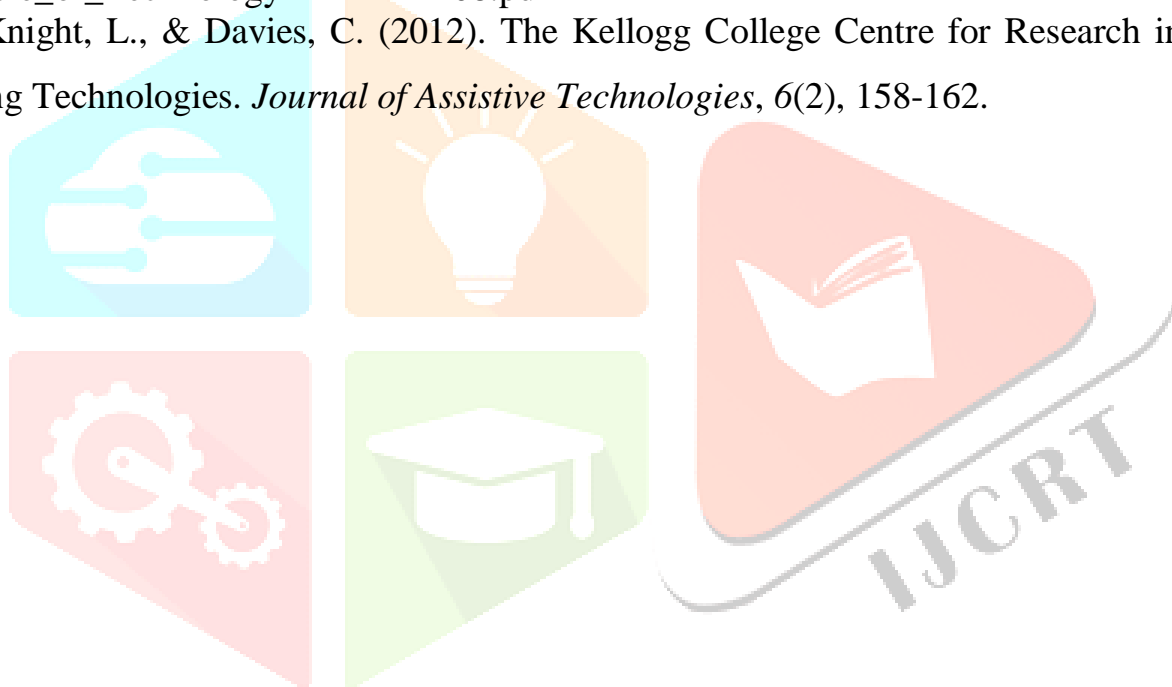 Knight, L., & Davies, C. (2012). The Kellogg College Centre for Research in
ng Technologies. Journal of Assistive Technologies, 6(2), 158-162.
IJCRT